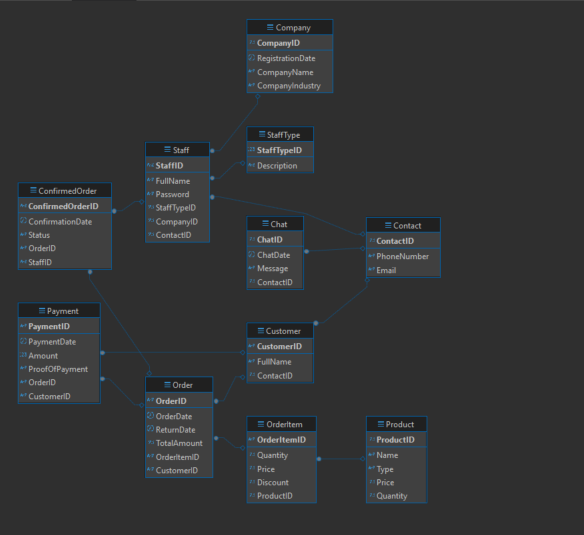 Company
CompanyID
RegistrationDate
CompanyName
CompanyIndustry
StaffType
StaffTypeID
Description
Staff
StaffID
FullName
Password
StaffTypeID
CompanyID
ContactID
ConfirmedOrder
ConfirmedOrderID
ConfirmationDate
Status
OrderID
StaffID
Chat
ChatID
ChatDate
Message
ContactID
Contact
ContactID
PhoneNumber
Email
Payment
PaymentID
PaymentDate
Amount
ProofOfPayment
OrderID
CustomerID
Customer
CustomerID
FullName
ContactID
Order
OrderID
OrderDate
ReturnDate
TotalAmount
OrderItemID
CustomerID
OrderItem
OrderItemID
Quantity
Price
Discount
ProductID
Product
ProductID
Name
Type
Price
Quantity